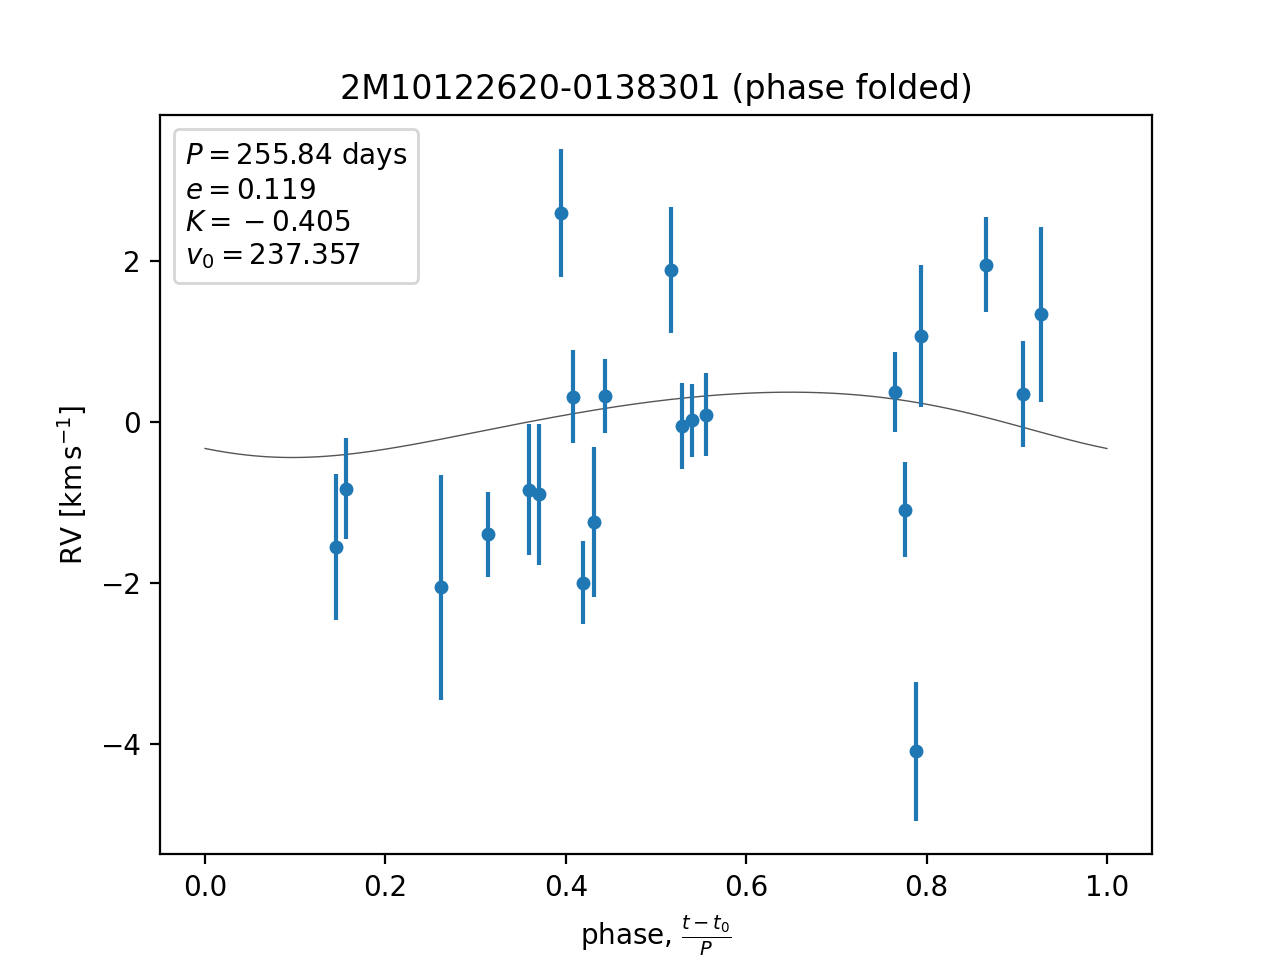 2M10122620-0138301 (phase folded)
P = 255.84 days
e = 0.119
K = −0.405
v₀ = 237.357
2
0
−2
−4
RV [km s⁻¹]
0.0 0.2 0.4 0.6 0.8 1.0
phase, (t − t₀)/P